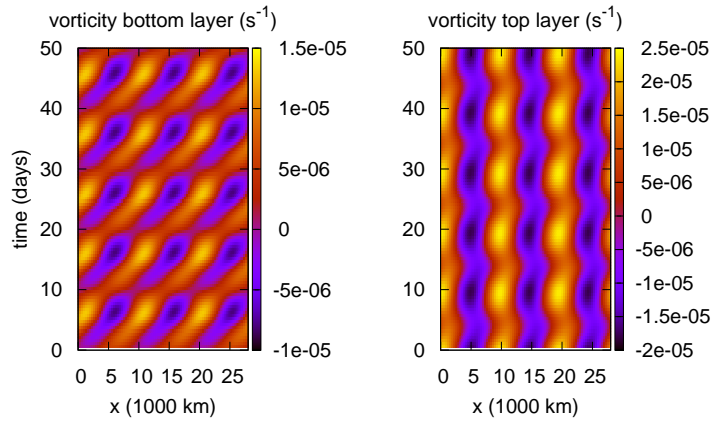 vorticity bottom layer (s-1)
50
40
30
20
10
0
time (days)
0 5 10 15 20 25
x (1000 km)
1.5e-05
1e-05
5e-06
0
-5e-06
-1e-05
vorticity top layer (s-1)
50
40
30
20
10
0
0 5 10 15 20 25
x (1000 km)
2.5e-05
2e-05
1.5e-05
1e-05
5e-06
0
-5e-06
-1e-05
-1.5e-05
-2e-05